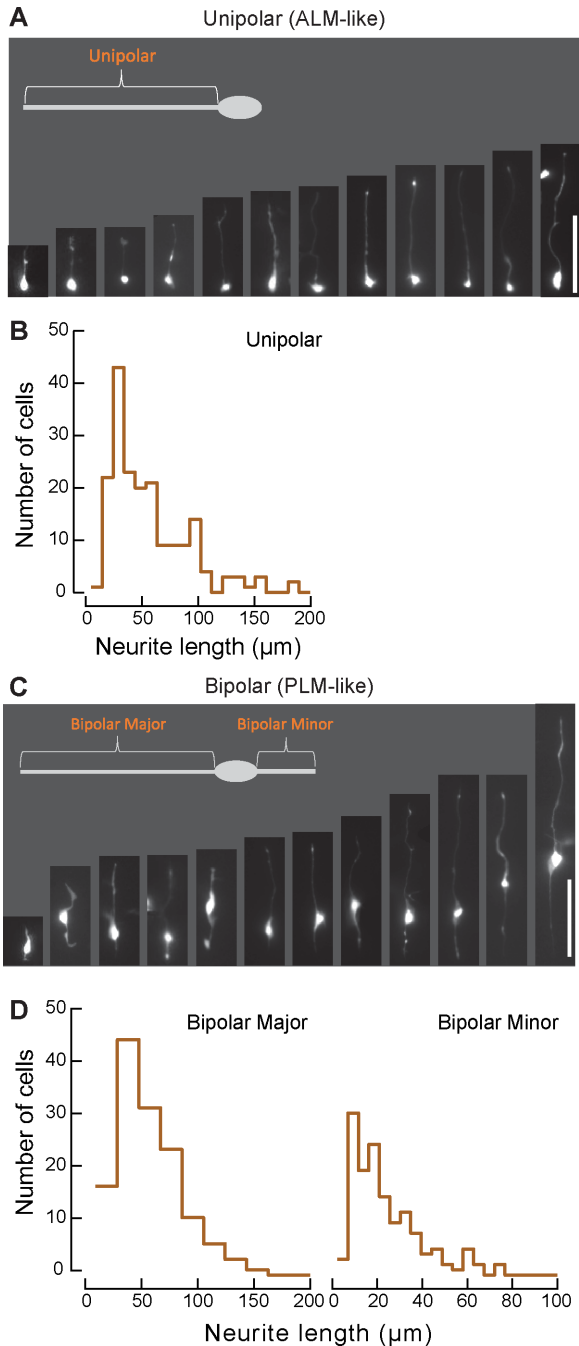 A
Unipolar (ALM-like)
Unipolar
B
Unipolar
50
40
30
20
10
0
Number of cells
0 50 100 150 200
Neurite length (µm)
C
Bipolar (PLM-like)
Bipolar Major Bipolar Minor
D
Bipolar Major Bipolar Minor
50
40
30
20
10
0
Number of cells
0 50 100 150 200 0 20 40 60 80 100
Neurite length (µm)